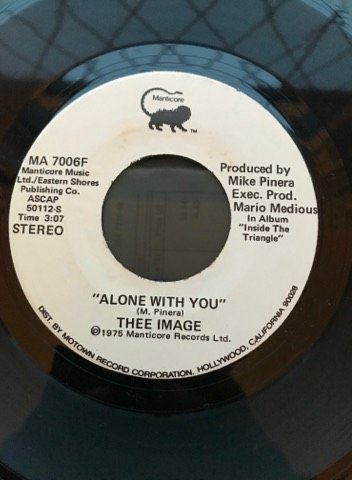 Manticore
TM
MA 7006F
Manticore Music
Ltd./Eastern Shores
Publishing Co.
ASCAP
50112-S
Time 3:07
STEREO
Produced by
Mike Pinera
Exec. Prod.
Mario Medious
In Album
"Inside The
Triangle"
"ALONE WITH YOU"
(M. Pinera)
THEE IMAGE
©1975 Manticore Records Ltd.
DIST. BY MOTOWN RECORD CORPORATION, HOLLYWOOD, CALIFORNIA 90028